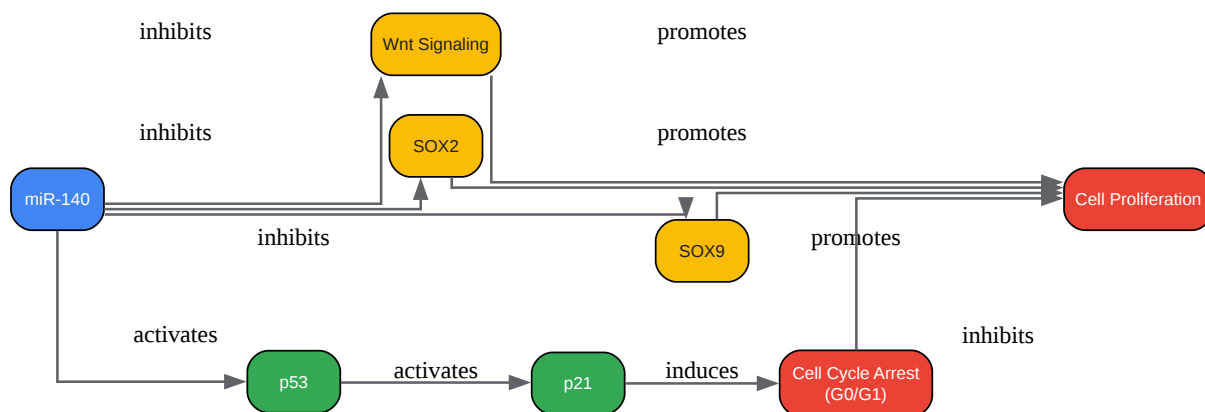 inhibits
Wnt Signaling
promotes
inhibits
SOX2
promotes
miR-140
Cell Proliferation
inhibits
SOX9
promotes
activates
inhibits
p53
activates
p21
induces
Cell Cycle Arrest
(G0/G1)